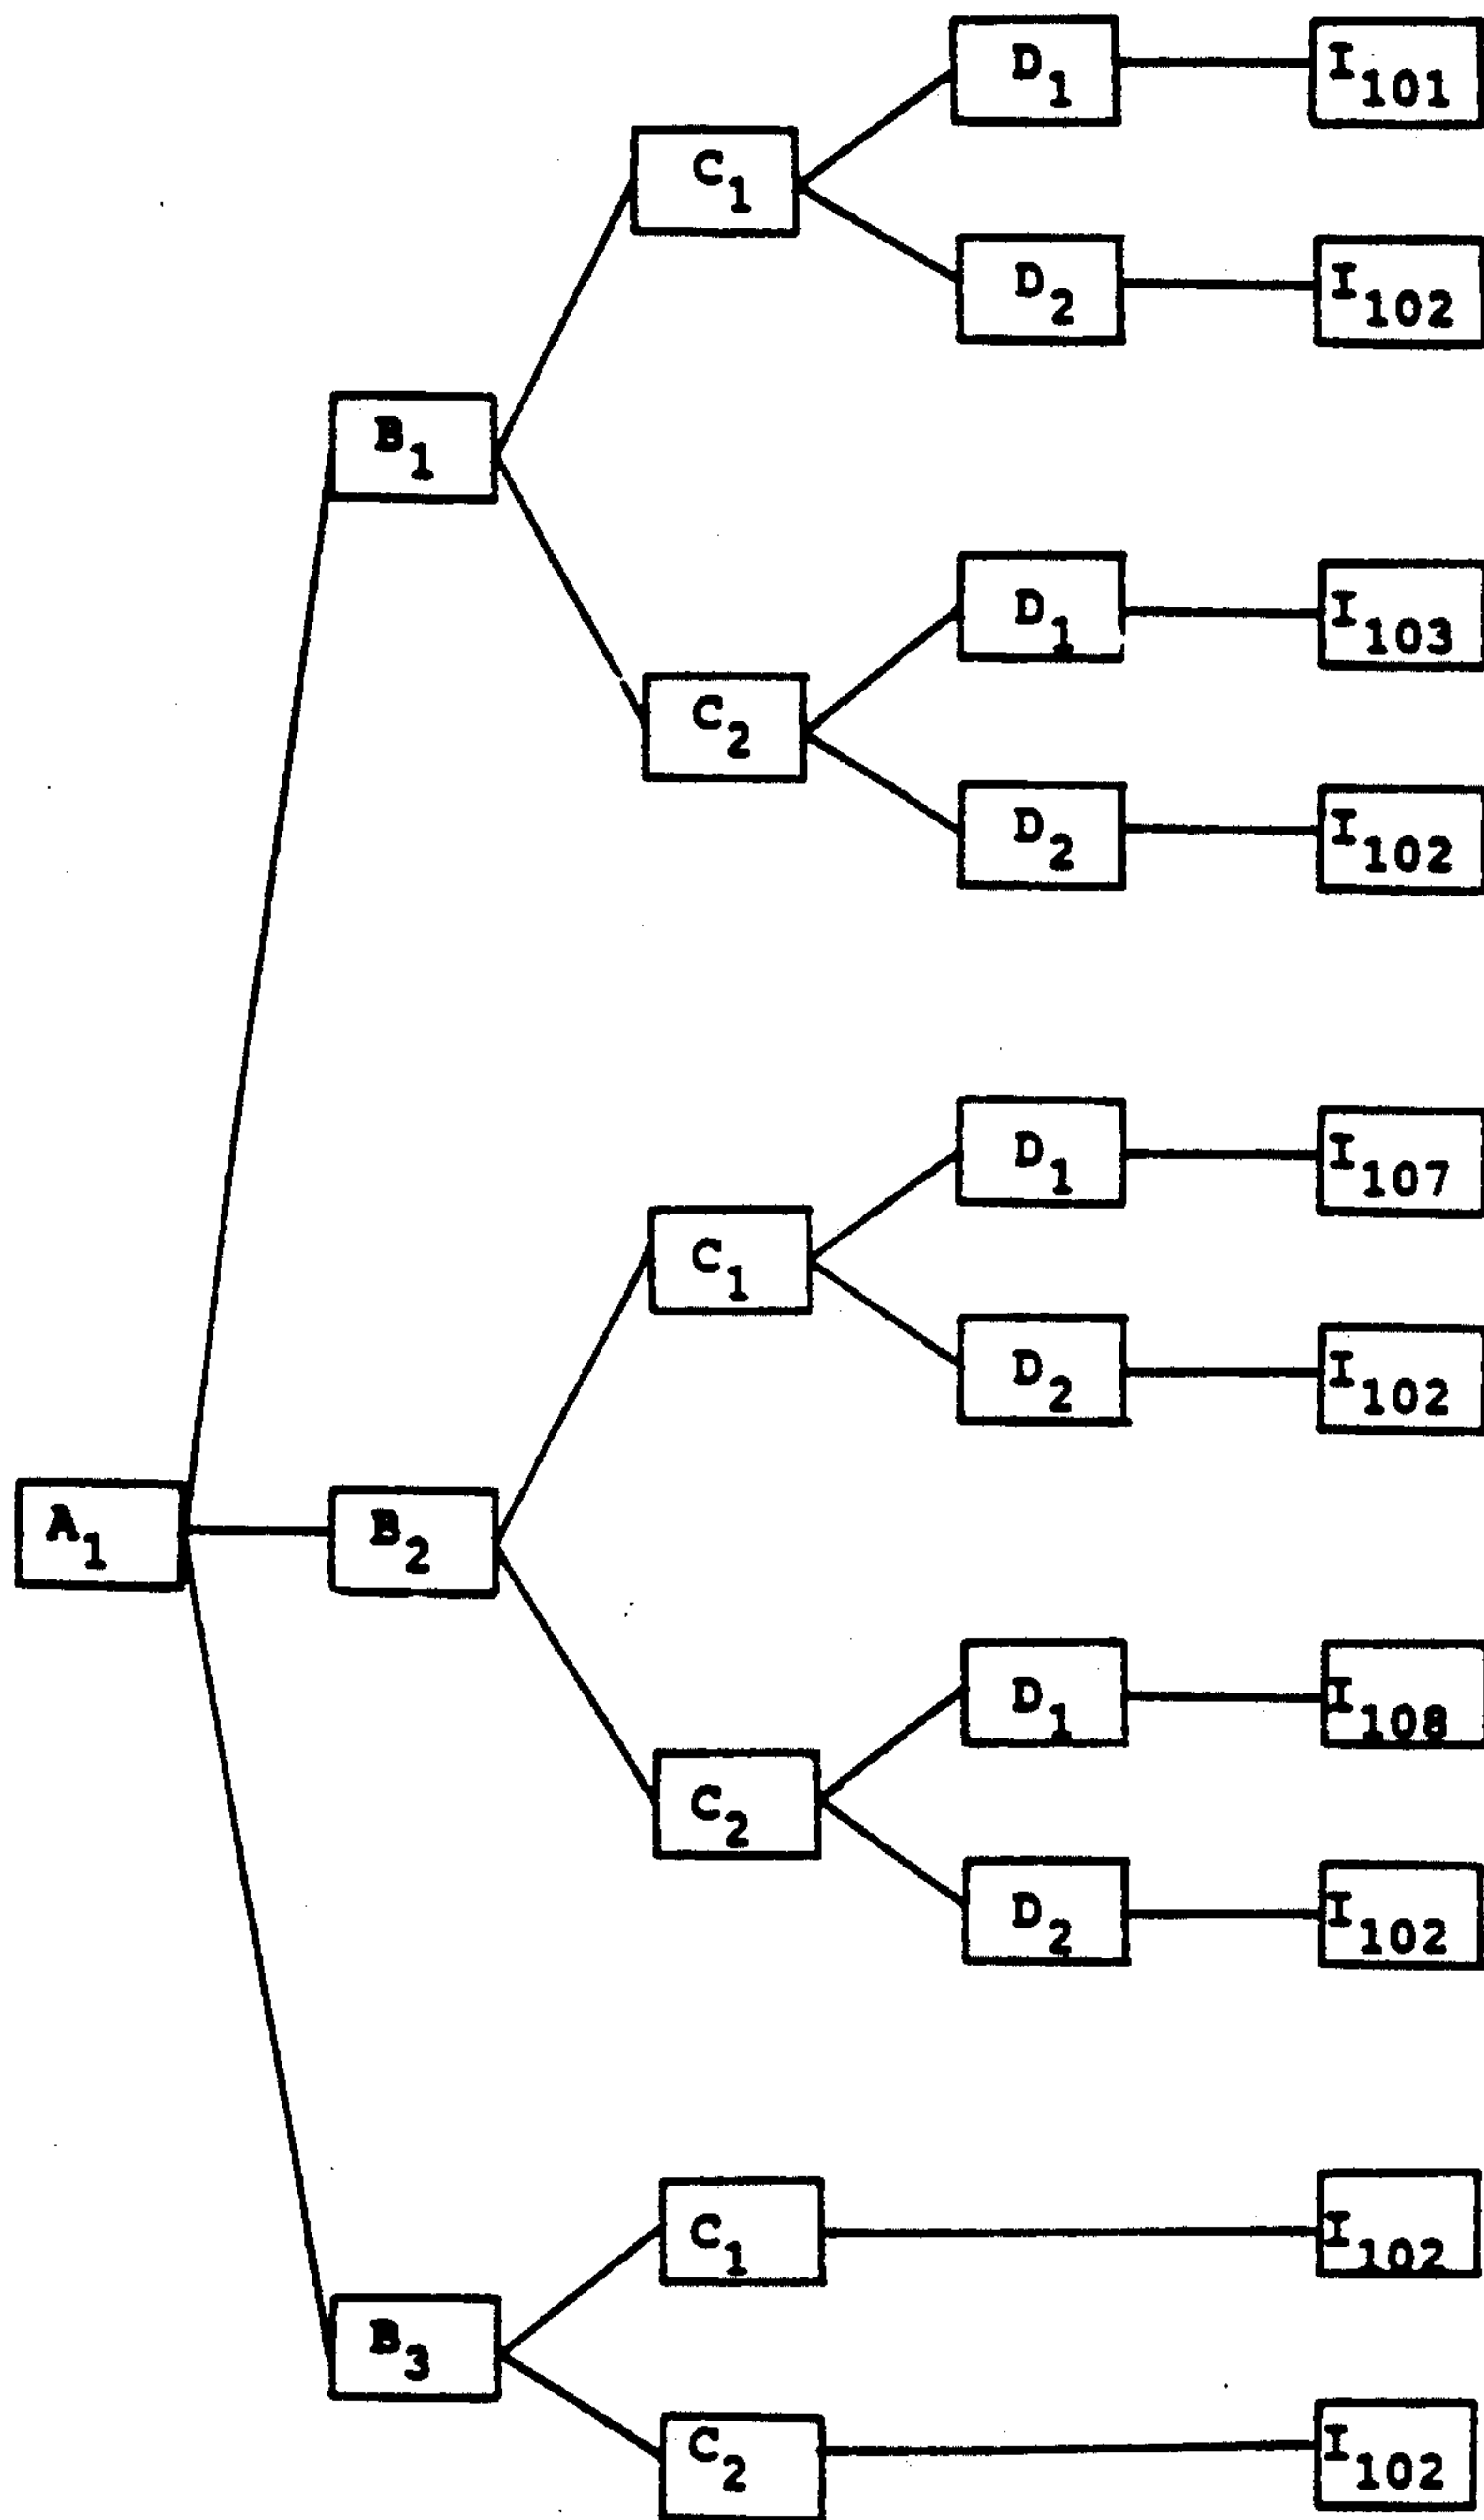 D₁ I₁₀₁
C₁
D₂ I₁₀₂
B₁
D₁ I₁₀₃
C₂
D₂ I₁₀₂
D₁ I₁₀₇
C₁
D₂ I₁₀₂
A₁ B₂
D₁ I₁₀₈
C₂
D₂ I₁₀₂
C₁ I₁₀₂
B₃
C₂ I₁₀₂